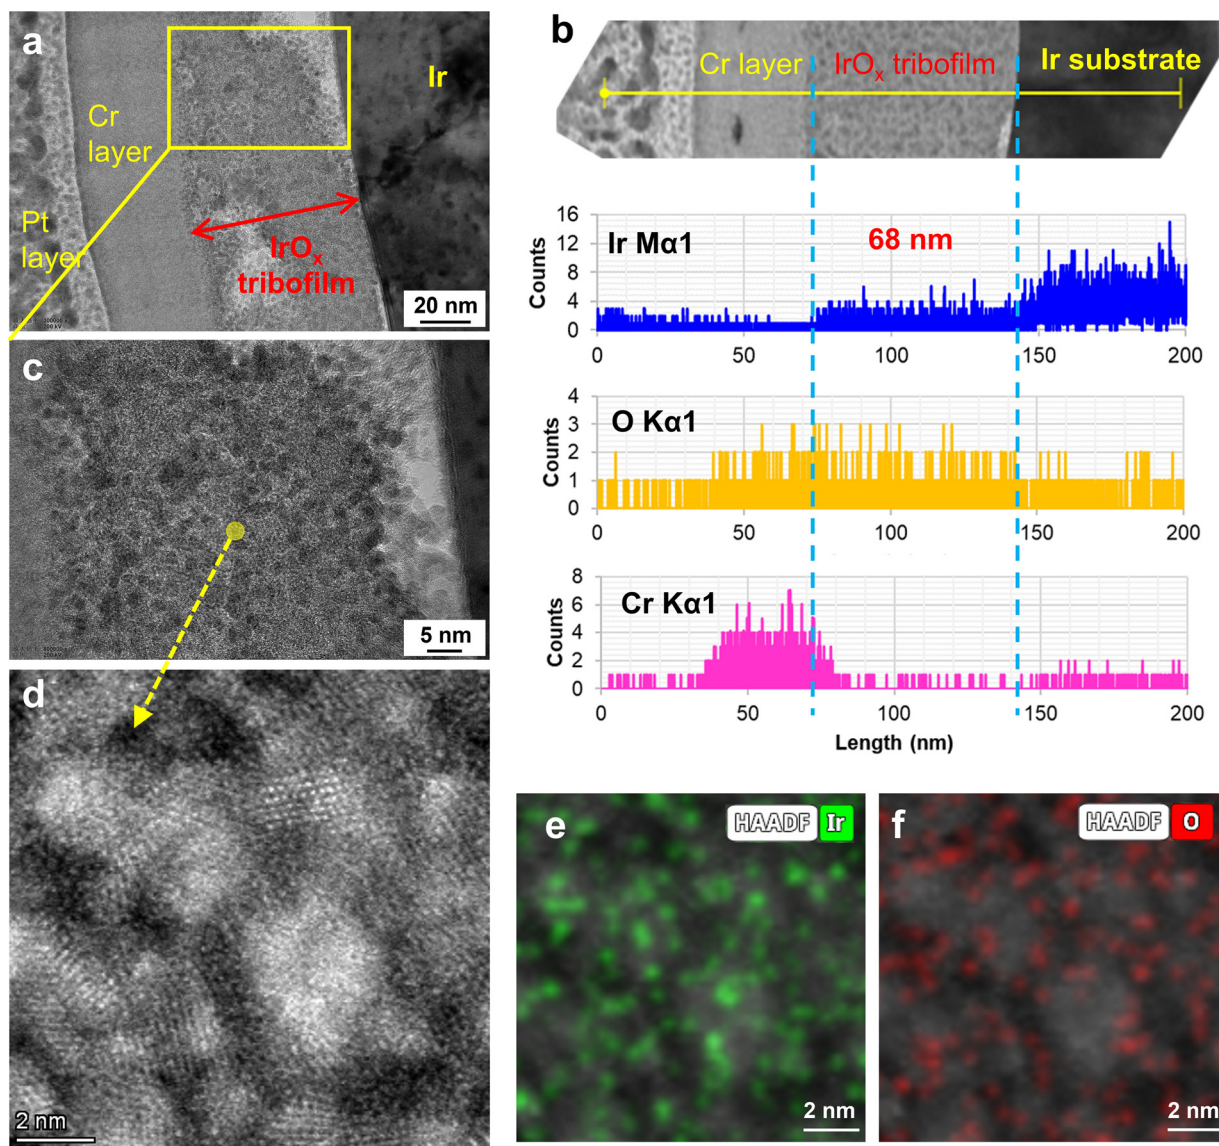 a
Cr
layer
Pt
layer
Ir
IrOₓ
tribofilm
20 nm
b
Cr layer
IrOₓ tribofilm
Ir substrate
Ir Mα1
68 nm
Counts
16
12
8
4
0
0 50 100 150 200
O Kα1
Counts
4
3
2
1
0
0 50 100 150 200
Cr Kα1
Counts
8
6
4
2
0
0 50 100 150 200
Length (nm)
c
5 nm
d
2 nm
e
HAADF Ir
2 nm
f
HAADF O
2 nm